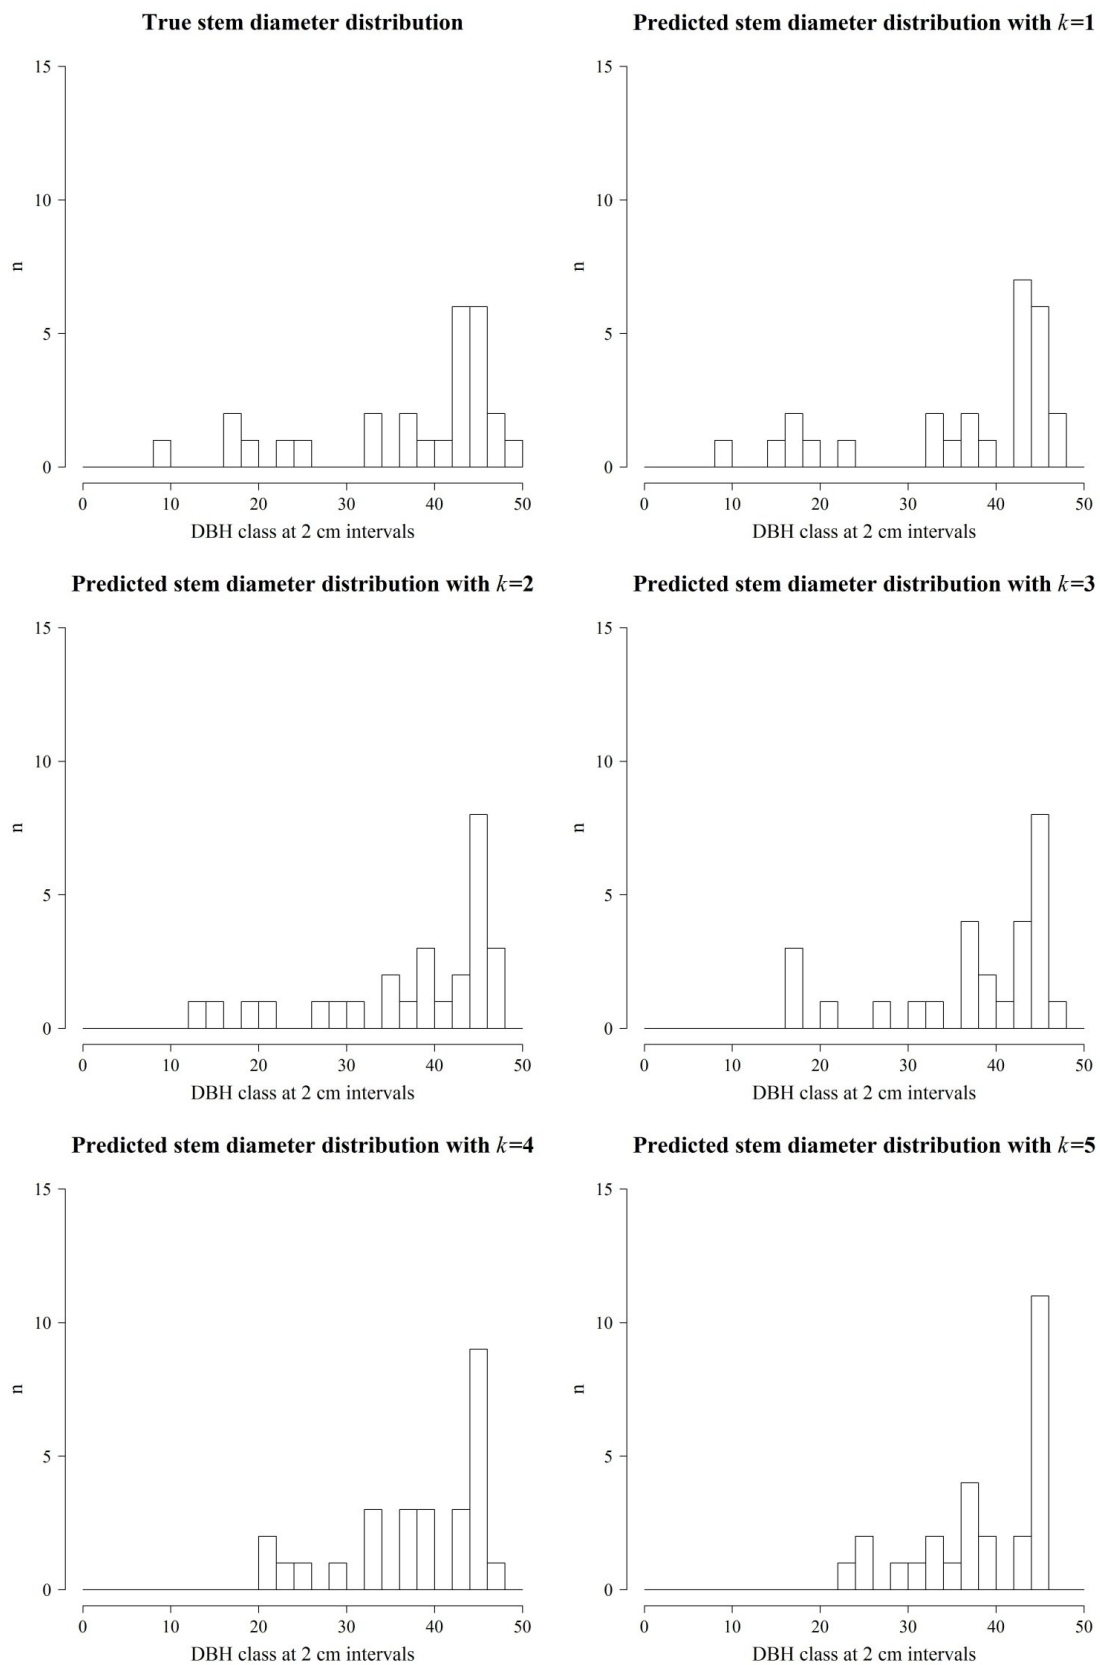 True stem diameter distribution
15
10
5
0
n
0 10 20 30 40 50
DBH class at 2 cm intervals
Predicted stem diameter distribution with k=1
15
10
5
0
n
0 10 20 30 40 50
DBH class at 2 cm intervals
Predicted stem diameter distribution with k=2
15
10
5
0
n
0 10 20 30 40 50
DBH class at 2 cm intervals
Predicted stem diameter distribution with k=3
15
10
5
0
n
0 10 20 30 40 50
DBH class at 2 cm intervals
Predicted stem diameter distribution with k=4
15
10
5
0
n
0 10 20 30 40 50
DBH class at 2 cm intervals
Predicted stem diameter distribution with k=5
15
10
5
0
n
0 10 20 30 40 50
DBH class at 2 cm intervals